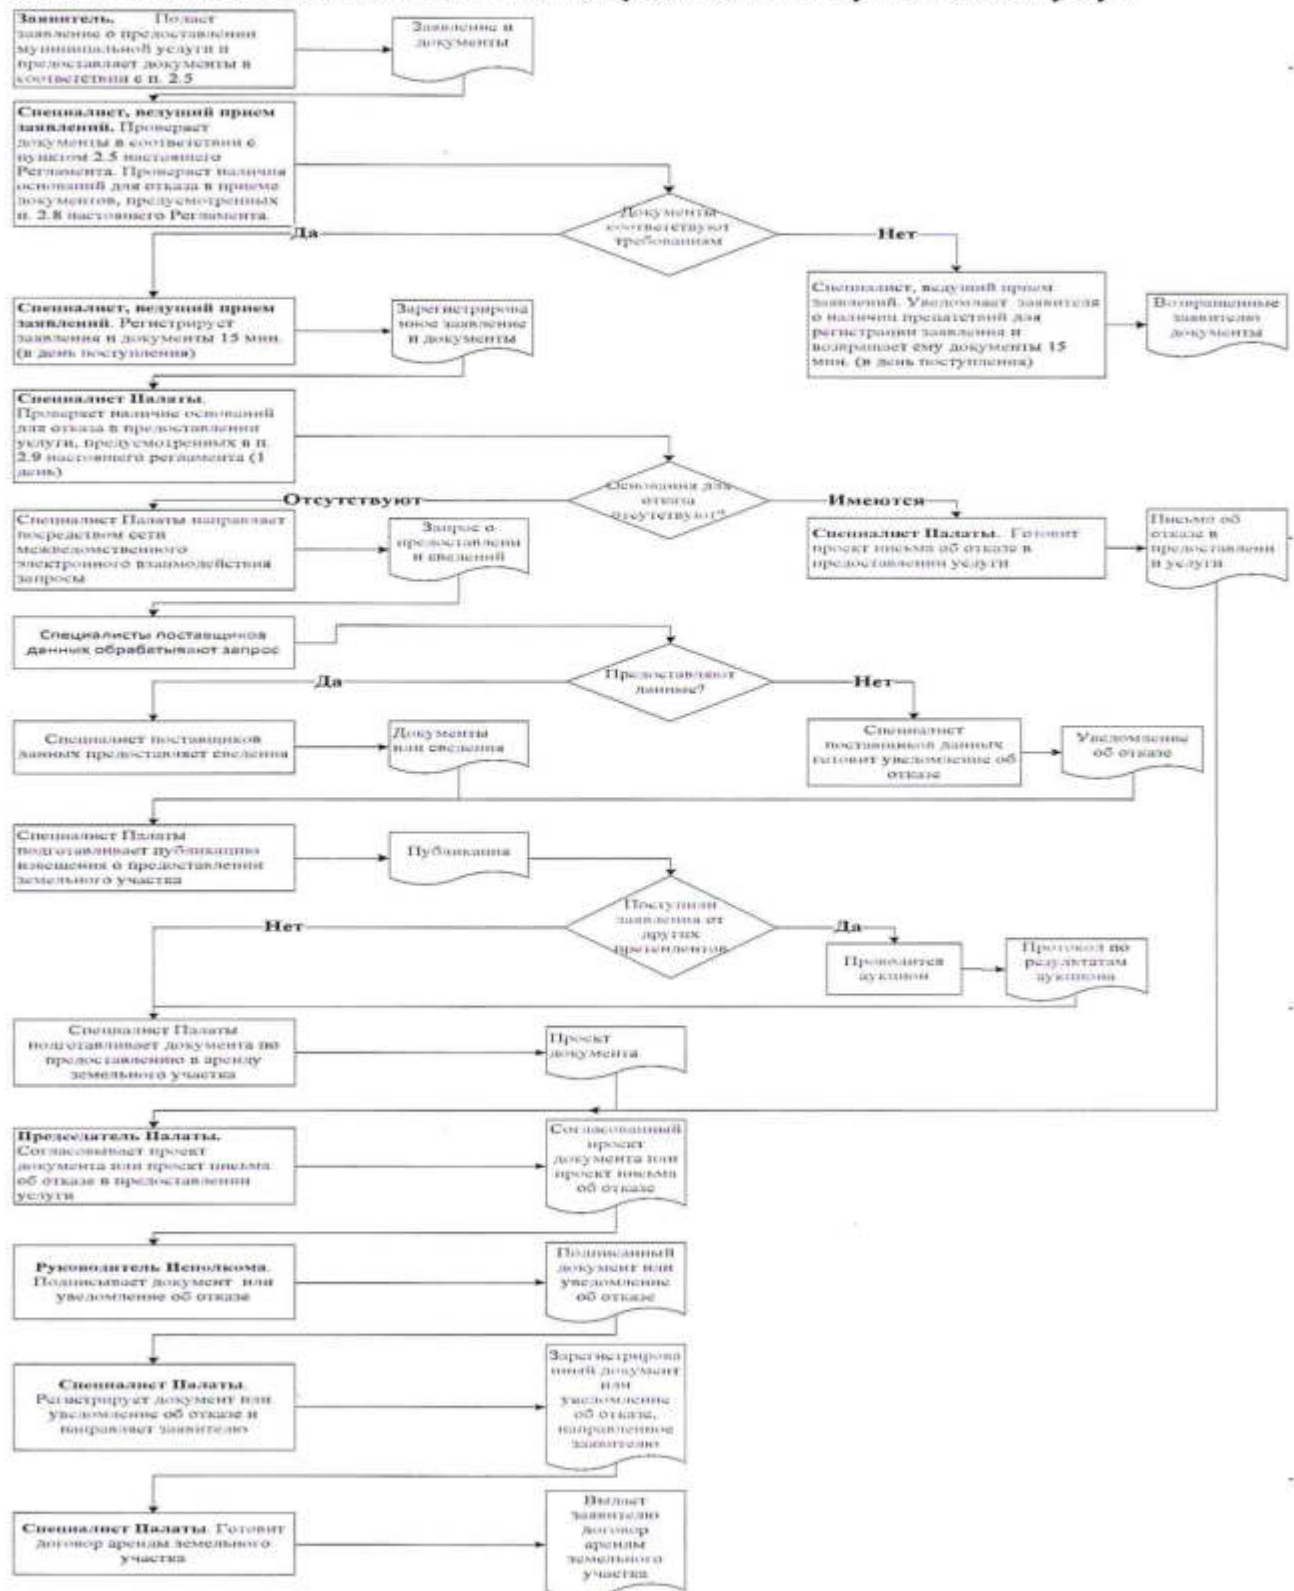 Заявитель. Подает
заявление о предоставлении
муниципальной услуги и
предоставляет документы в
соответствии с п. 2.5
Заявление и
документы
Специалист, ведущий прием
заявлений. Проверяет
документы в соответствии с
пунктом 2.5 настоящего
Регламента. Проверяет наличия
оснований для отказа в приеме
документов, предусмотренных
п. 2.8 настоящего Регламента.
Документы
соответствуют
требованиям
Да
Нет
Специалист, ведущий прием
заявлений. Регистрирует
заявления и документы 15 мин.
(в день поступления)
Зарегистрирова
нное заявление
и документы
Специалист, ведущий прием
заявлений. Уведомлает заявителя
о наличии препятствий для
регистрации заявления и
возвращает ему документы 15
мин. (в день поступления)
Возвращенные
заявителю
документы
Специалист Палаты.
Проверяет наличие оснований
для отказа в предоставлении
услуги, предусмотренных в п.
2.9 настоящего регламента (1
день)
Основания для
отказа
отсутствуют?
Отсутствуют
Имеются
Специалист Палаты направляет
посредством сети
межведомственного
электронного взаимодействия
запросы
Запрос о
предоставлени
и сведений
Специалист Палаты. Готовит
проект письма об отказе в
предоставлении услуги
Письмо об
отказе в
предоставлени
и услуги
Специалисты поставщиков
данных обрабатывают запрос
Предоставляют
данные?
Да
Нет
Специалист поставщиков
данных предоставляет сведения
Документы
или сведения
Специалист
поставщиков данных
готовит уведомление об
отказе
Уведомление
об отказе
Специалист Палаты
подготавливает публикацию
извещения о предоставлении
земельного участка
Публикация
Поступили
заявления от
других
претендентов
Нет
Да
Проводится
аукцион
Протокол по
результатам
аукциона
Специалист Палаты
подготавливает документа по
предоставлению в аренду
земельного участка
Проект
документа
Председатель Палаты.
Согласовывает проект
документа или проект письма
об отказе в предоставлении
услуги
Согласованный
проект
документа или
проект письма
об отказе
Руководитель Исполкома.
Подписывает документ или
уведомление об отказе
Подписанный
документ или
уведомление
об отказе
Специалист Палаты.
Регистрирует документ или
уведомление об отказе и
направляет заявителю
Зарегистрирова
нный документ
или
уведомление
об отказе,
направленное
заявителю
Специалист Палаты. Готовит
договор аренды земельного
участка
Выдает
заявителю
договор
аренды
земельного
участка